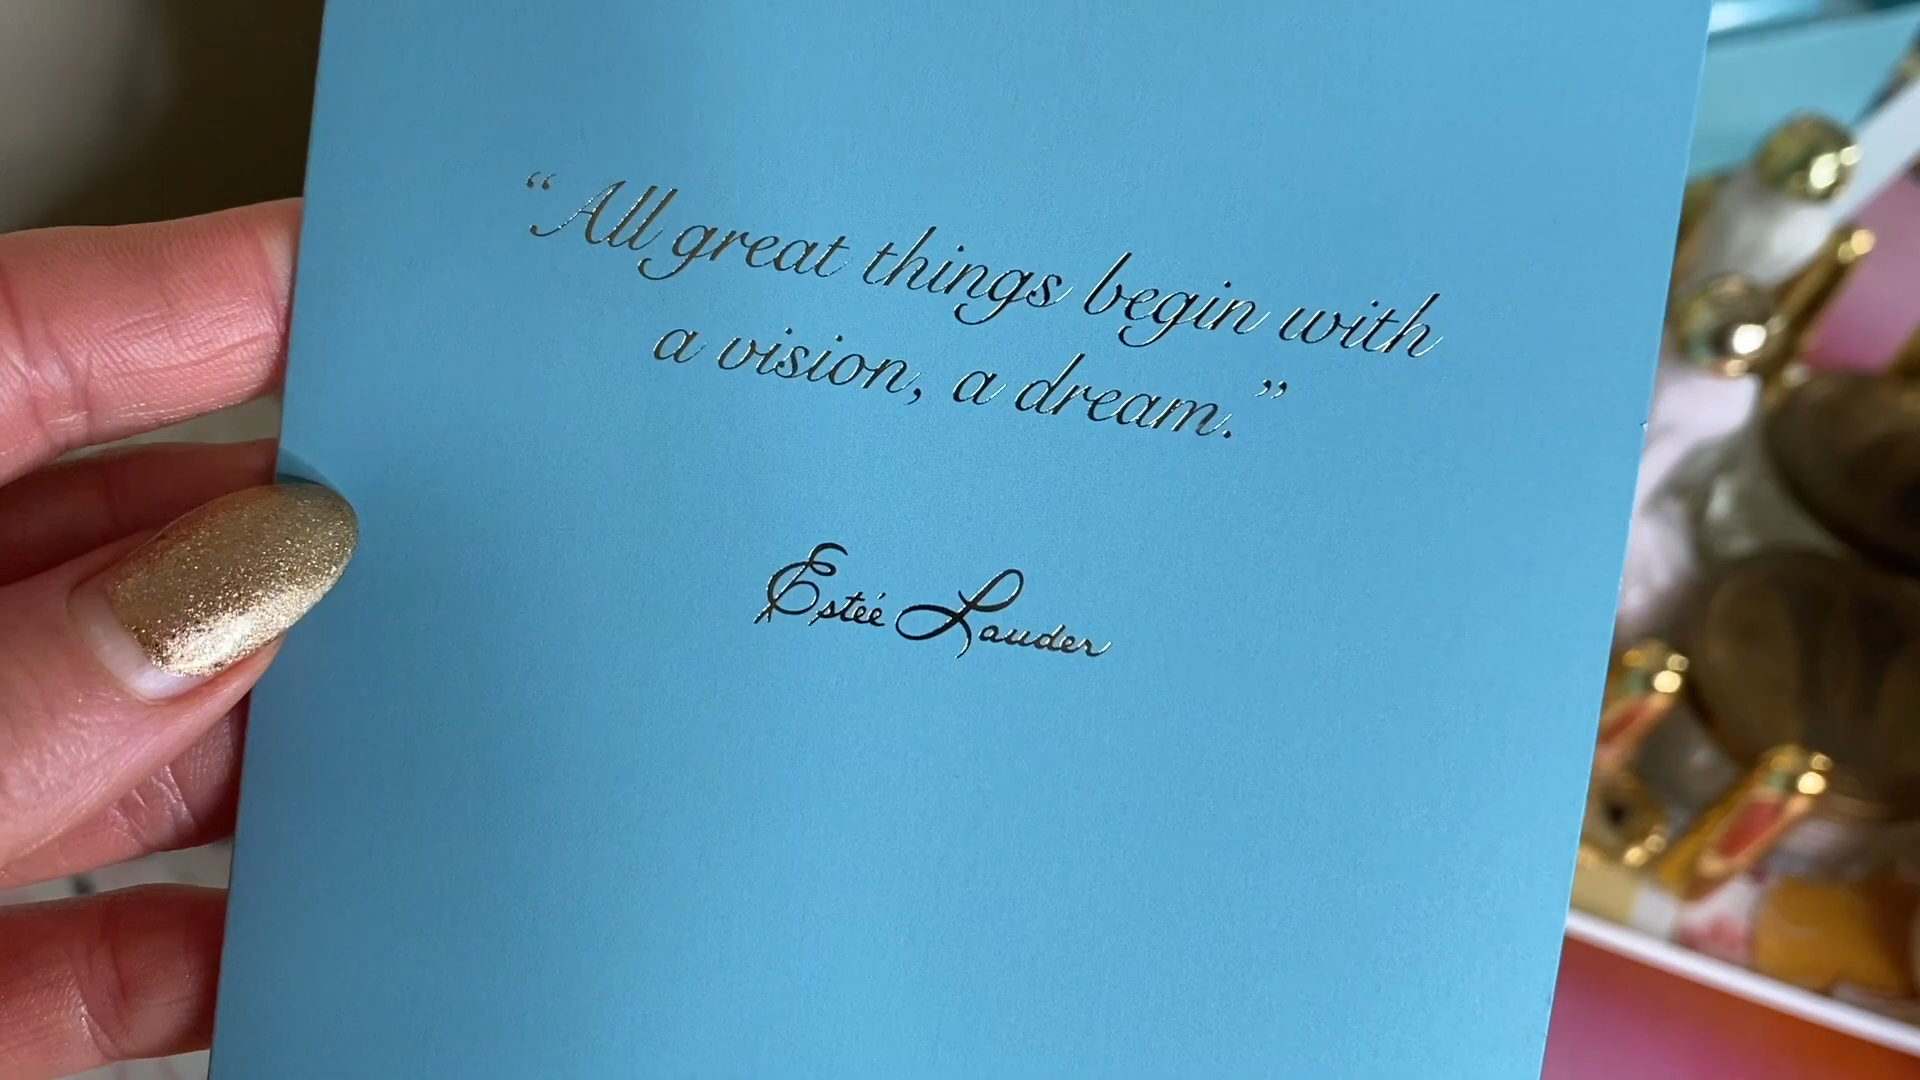 “All great things begin with
a vision, a dream.”
Estée Lauder